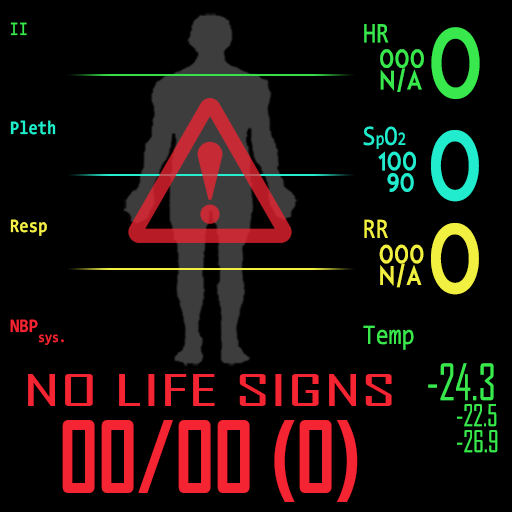 II
HR
000
N/A
0
Pleth
SpO2
100
90
0
Resp
RR
000
N/A
0
NBP sys.
Temp
NO LIFE SIGNS
-24.3
-22.5
-26.9
00/00 (0)